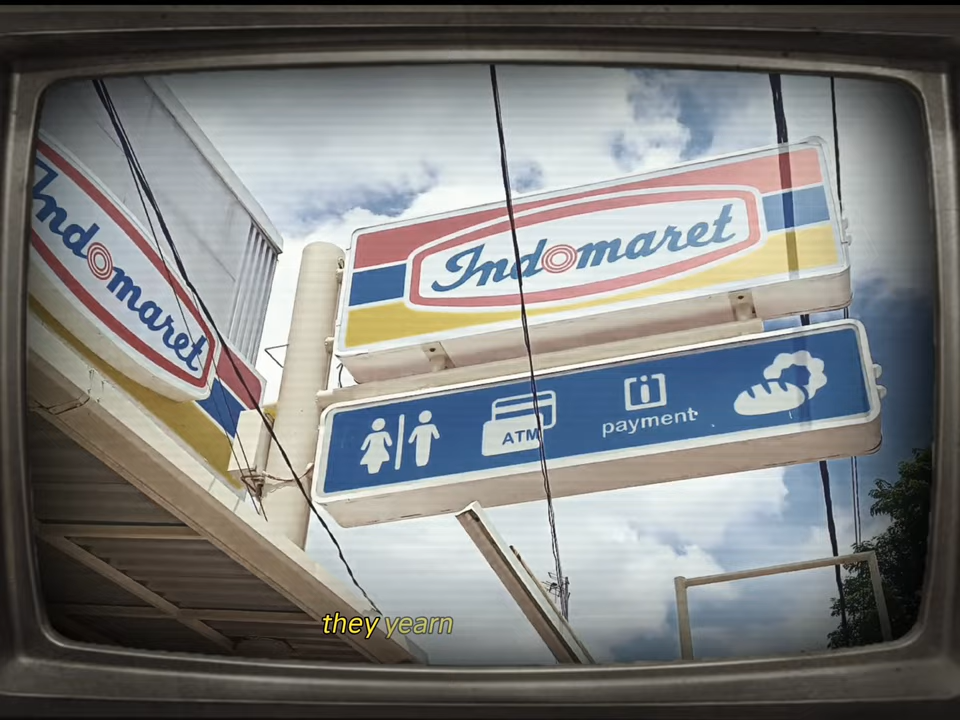 Indomaret
Indomaret
ATM
payment
they yearn